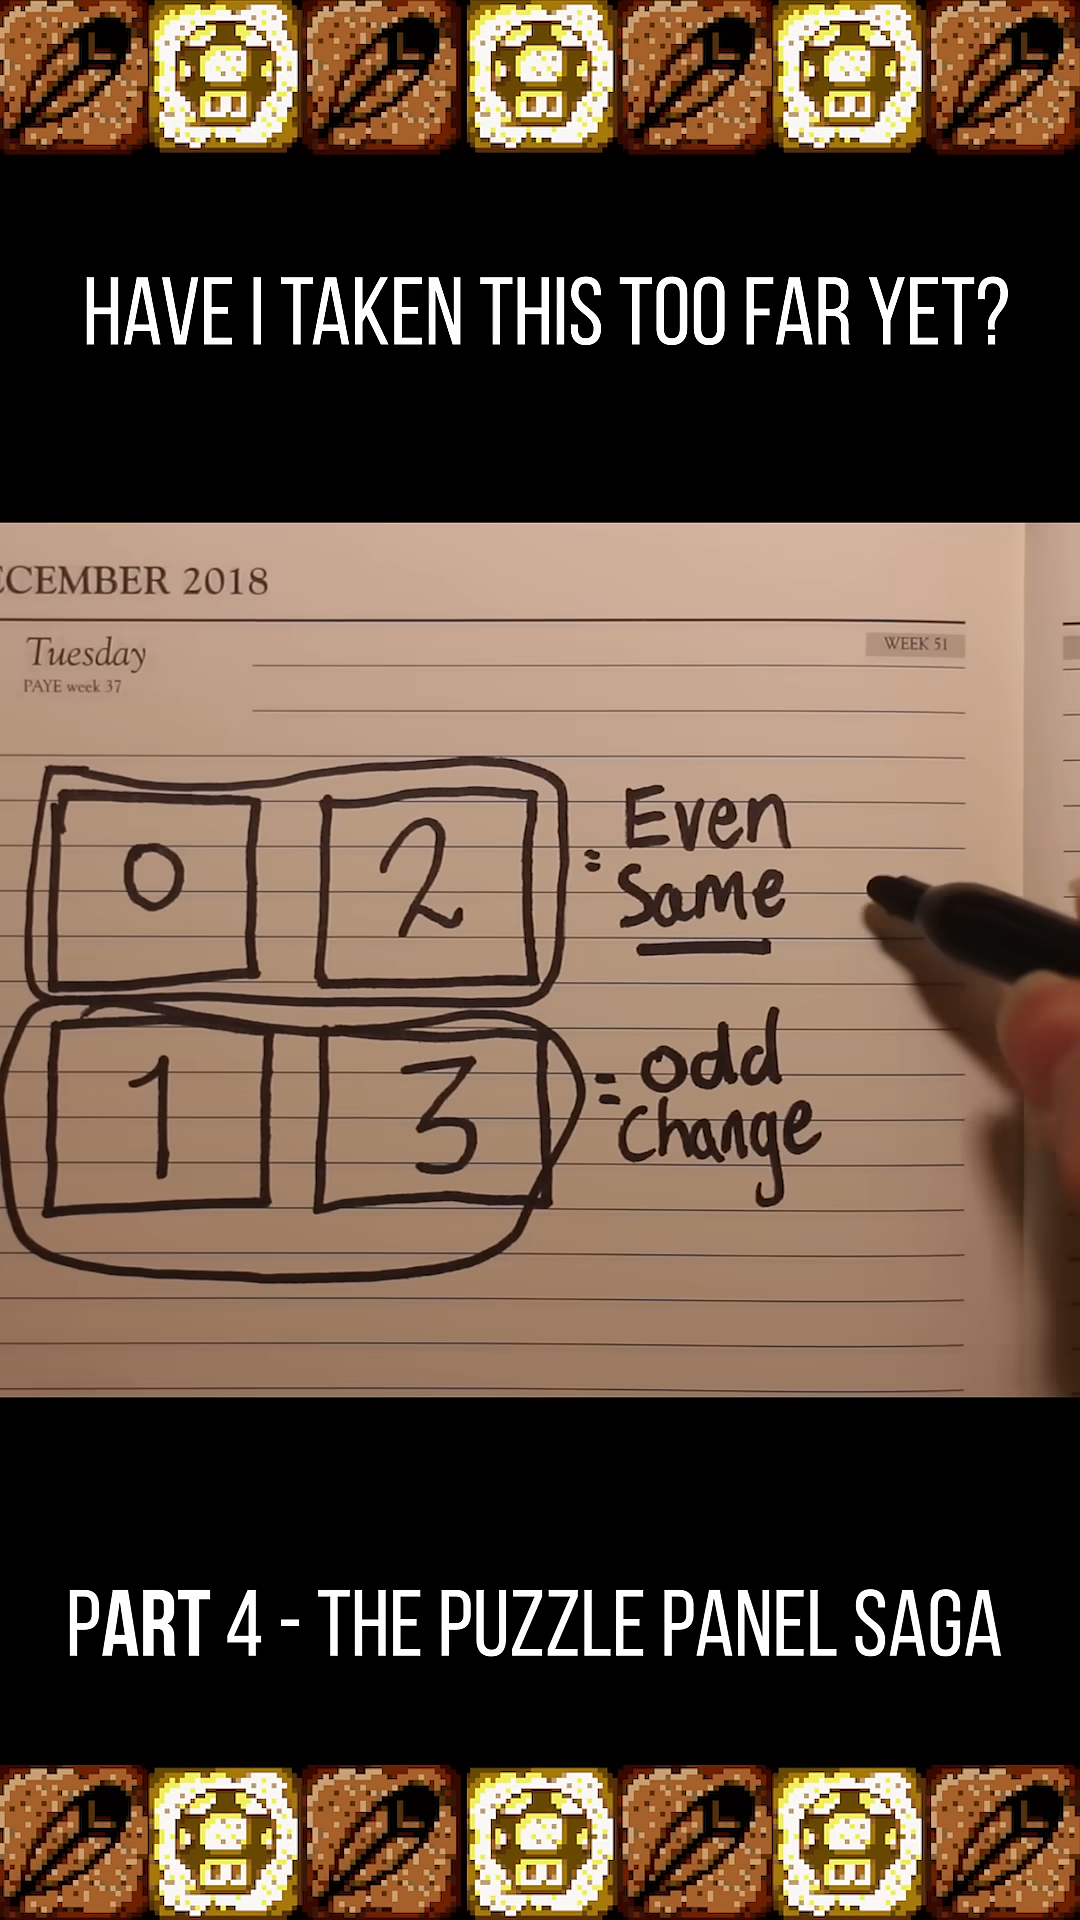 HAVE I TAKEN THIS TOO FAR YET?
ECEMBER 2018
Tuesday
WEEK 51
PAYE week 37
0 2 = Even
Same
1 3 = odd
Change
PART 4 - THE PUZZLE PANEL SAGA